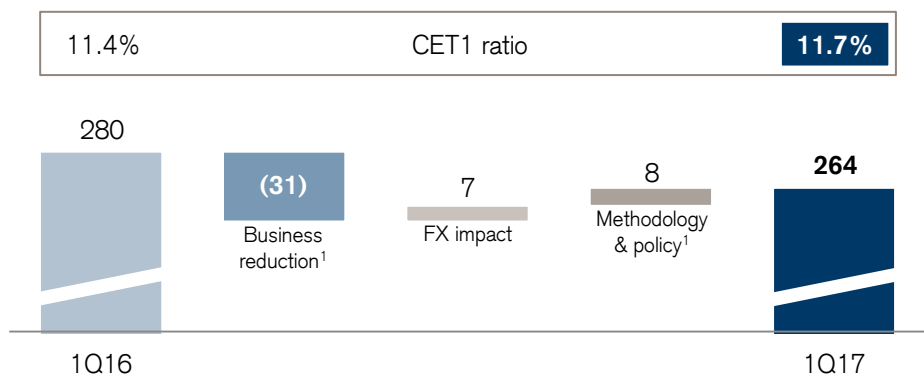 11.4% CET1 ratio 11.7%
280
(31)
7
8
264
Business
reduction¹
FX impact
Methodology
& policy¹
1Q16
1Q17